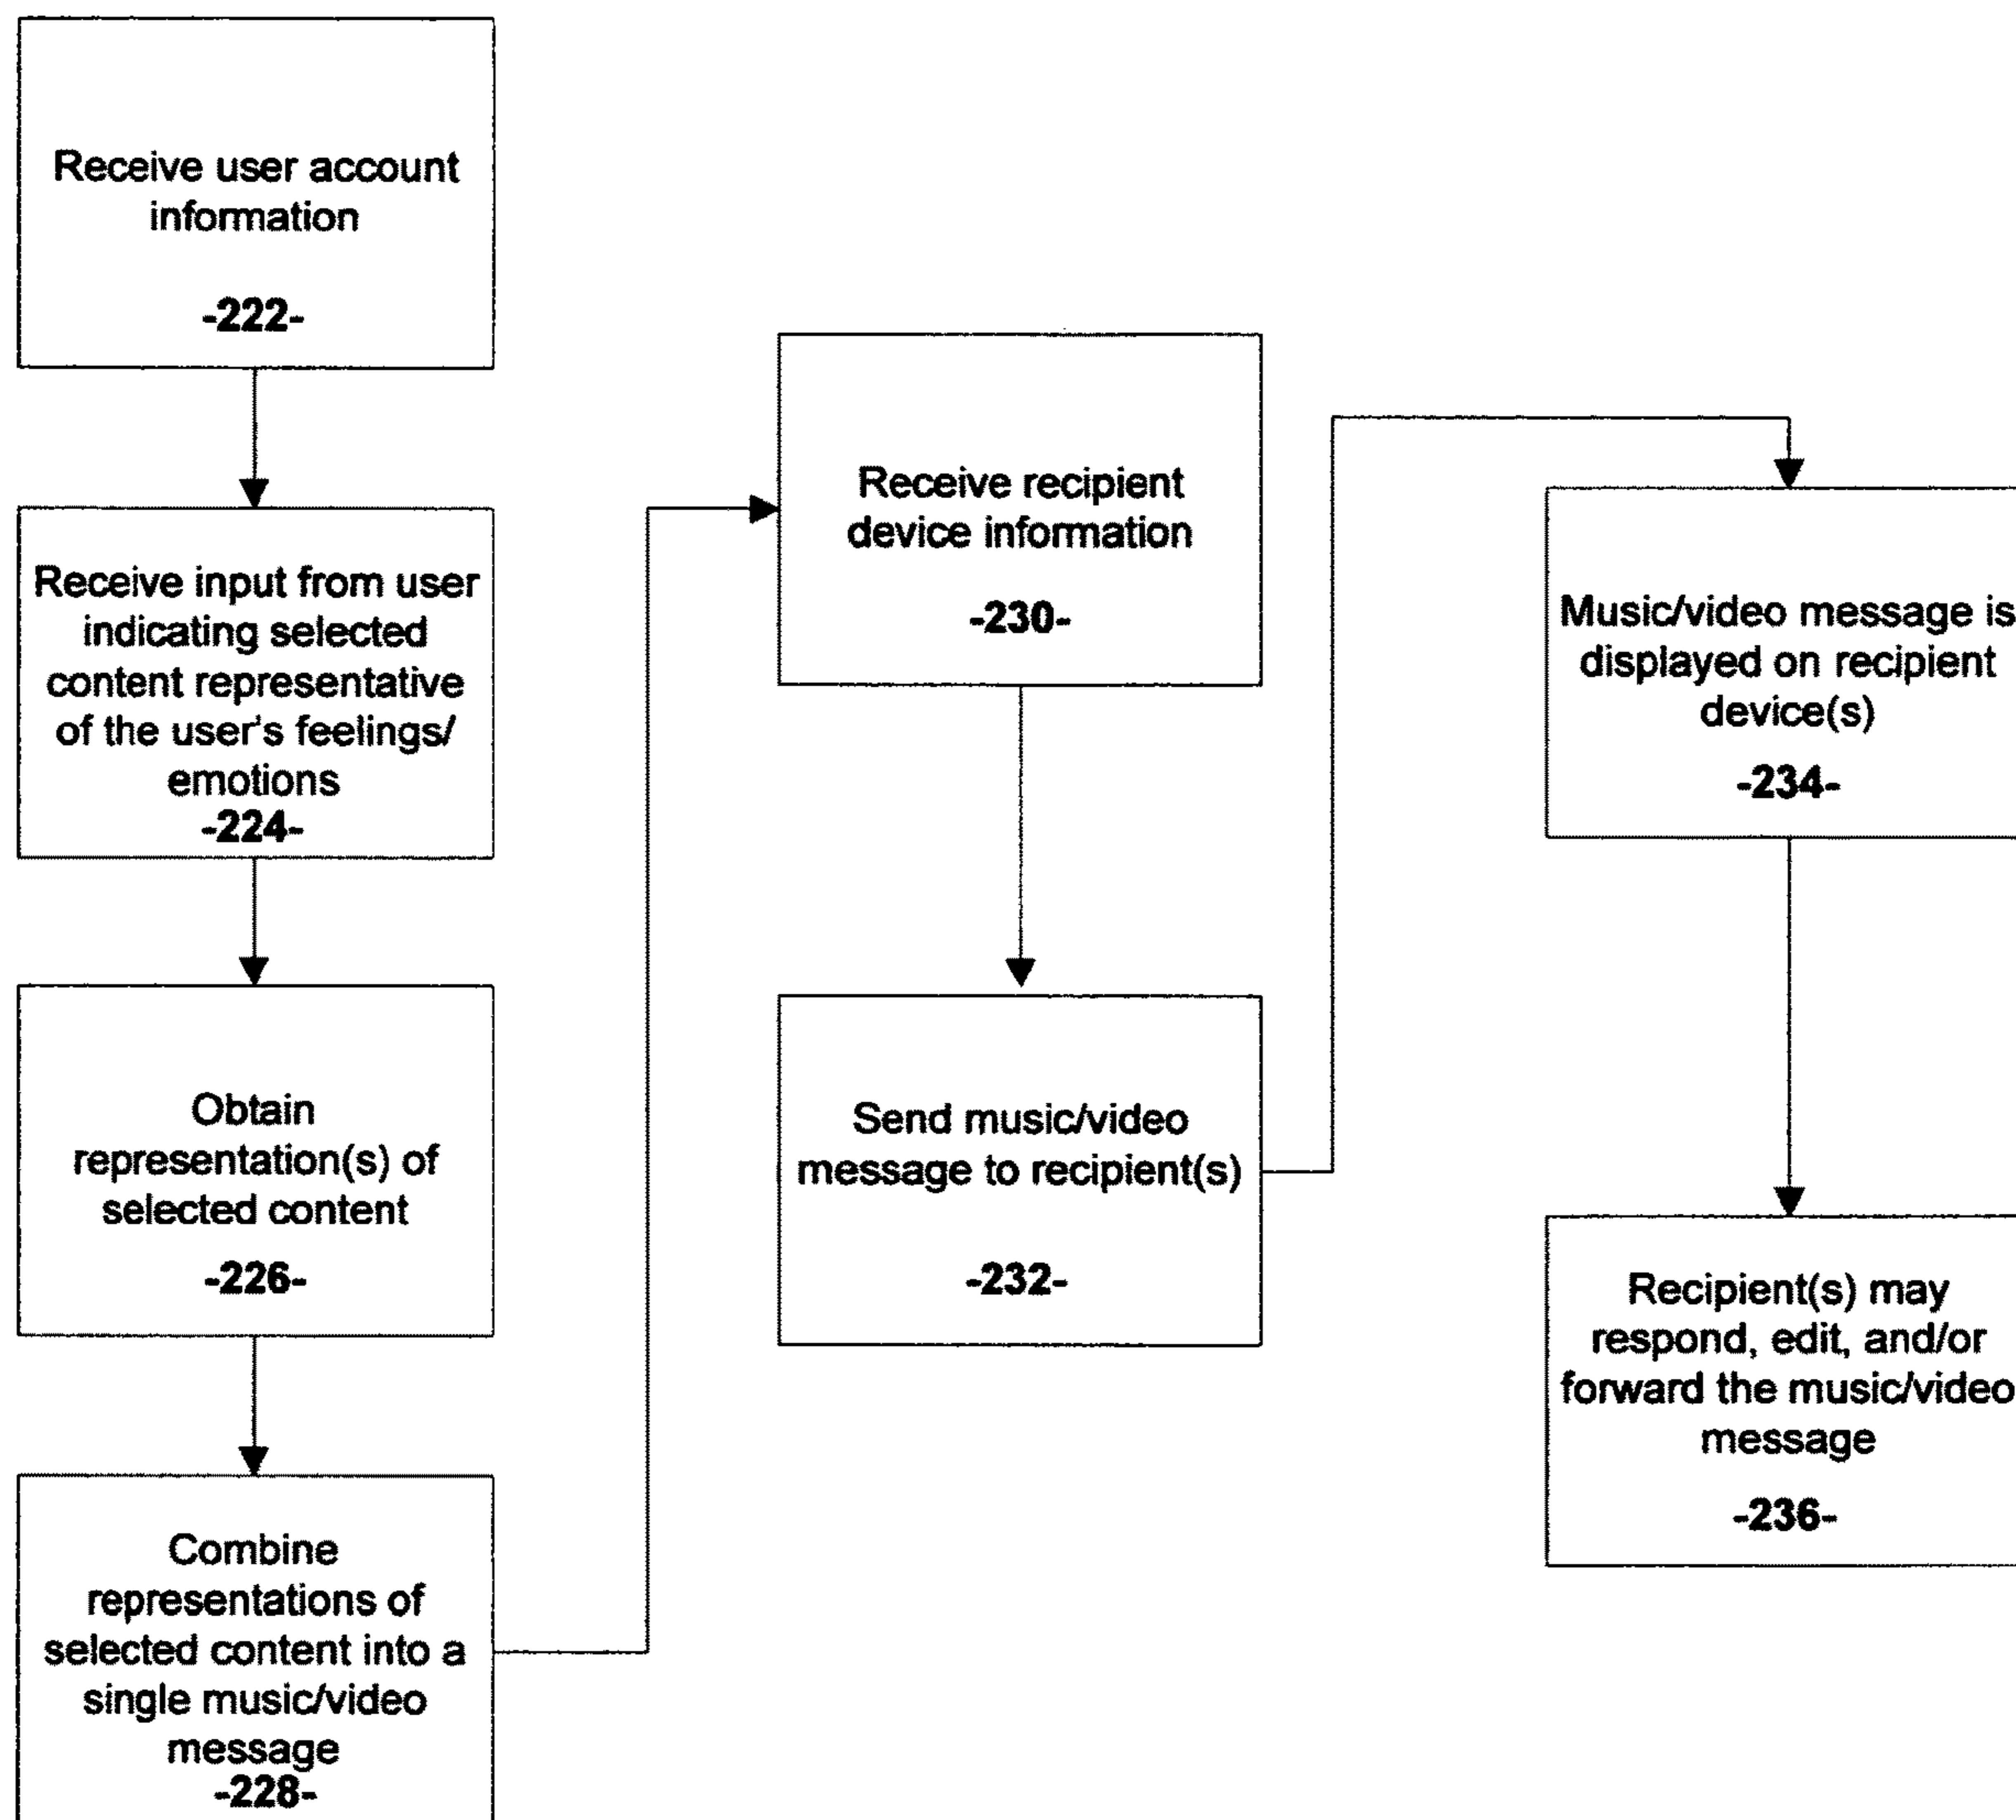 Receive user account
information
-222-
Receive input from user
indicating selected
content representative
of the user's feelings/
emotions
-224-
Obtain
representation(s) of
selected content
-226-
Combine
representations of
selected content into a
single music/video
message
-228-
Receive recipient
device information
-230-
Send music/video
message to recipient(s)
-232-
Music/video message is
displayed on recipient
device(s)
-234-
Recipient(s) may
respond, edit, and/or
forward the music/video
message
-236-